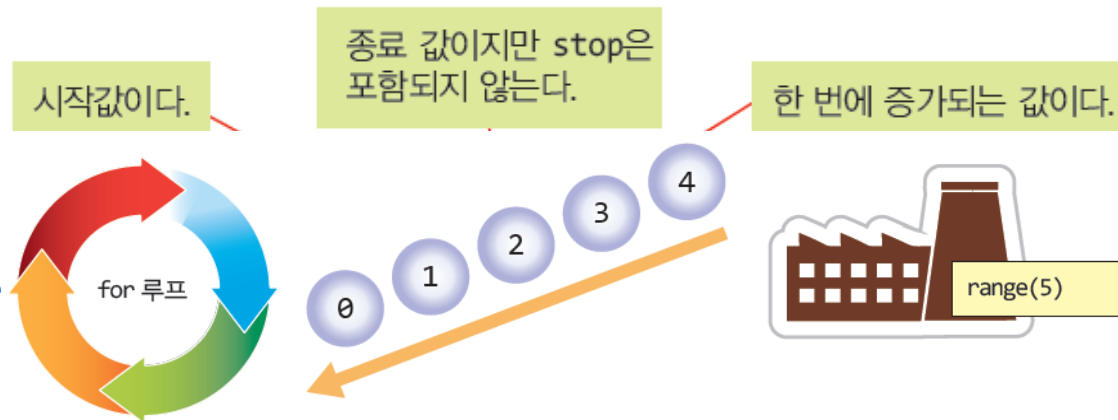 시작값이다.
종료 값이지만 stop은
포함되지 않는다.
한 번에 증가되는 값이다.
for 루프
0
1
2
3
4
range(5)